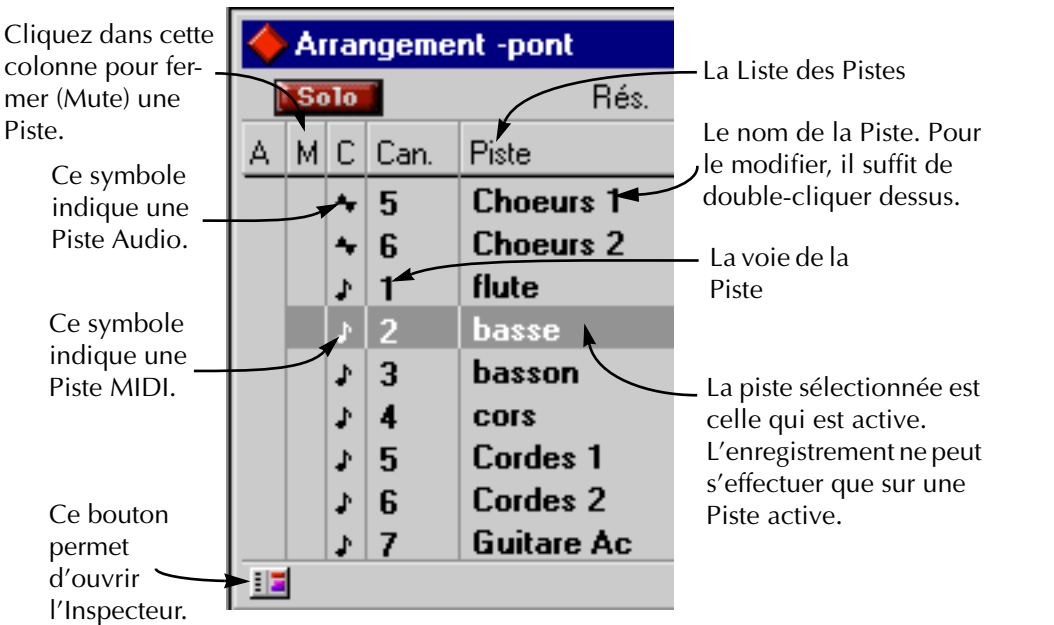 Cliquez dans cette
colonne pour fer-
mer (Mute) une
Piste.
Ce symbole
indique une
Piste Audio.
Ce symbole
indique une
Piste MIDI.
Ce bouton
permet
d'ouvrir
l'Inspecteur.
Arrangement -pont
Solo Rés.
A M C Can. Piste
5 Choeurs 1
6 Choeurs 2
1 flute
2 basse
3 basson
4 cors
5 Cordes 1
6 Cordes 2
7 Guitare Ac
La Liste des Pistes
Le nom de la Piste. Pour
le modifier, il suffit de
double-cliquer dessus.
La voie de la
Piste
La piste sélectionnée est
celle qui est active.
L'enregistrement ne peut
s'effectuer que sur une
Piste active.